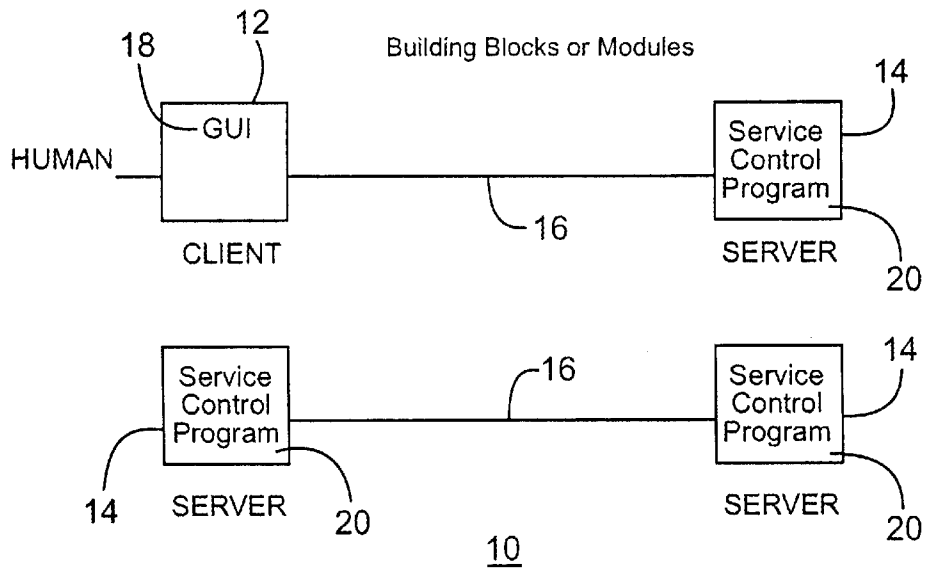 12
18
Building Blocks or Modules
14
GUI
HUMAN
Service
Control
Program
16
CLIENT
SERVER
20
Service
Control
Program
16
Service
Control
Program
14
14
SERVER
20
SERVER
20
10